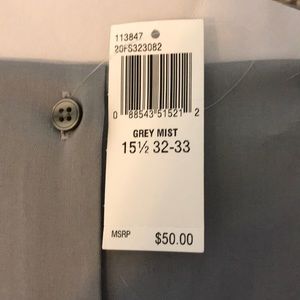 113847
20FS323082
0 88543 51521 2
GREY MIST
15½ 32-33
MSRP $50.00